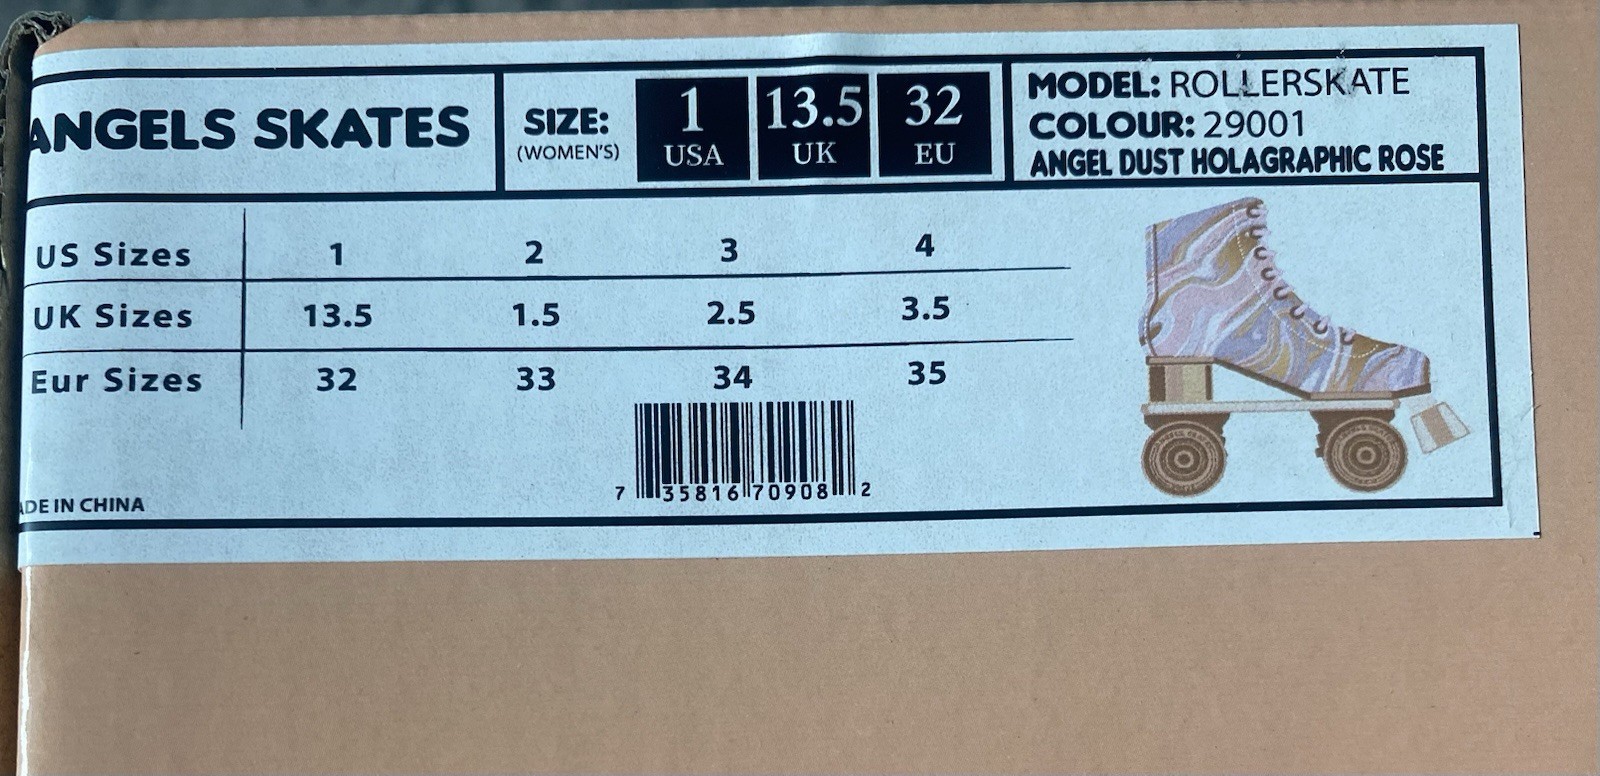 ANGELS SKATES
SIZE:
(WOMEN'S)
1 13.5 32
USA UK EU
MODEL: ROLLERSKATE
COLOUR: 29001
ANGEL DUST HOLAGRAPHIC ROSE
US Sizes 1 2 3 4
UK Sizes 13.5 1.5 2.5 3.5
Eur Sizes 32 33 34 35
7 35816 70908 2
ADE IN CHINA